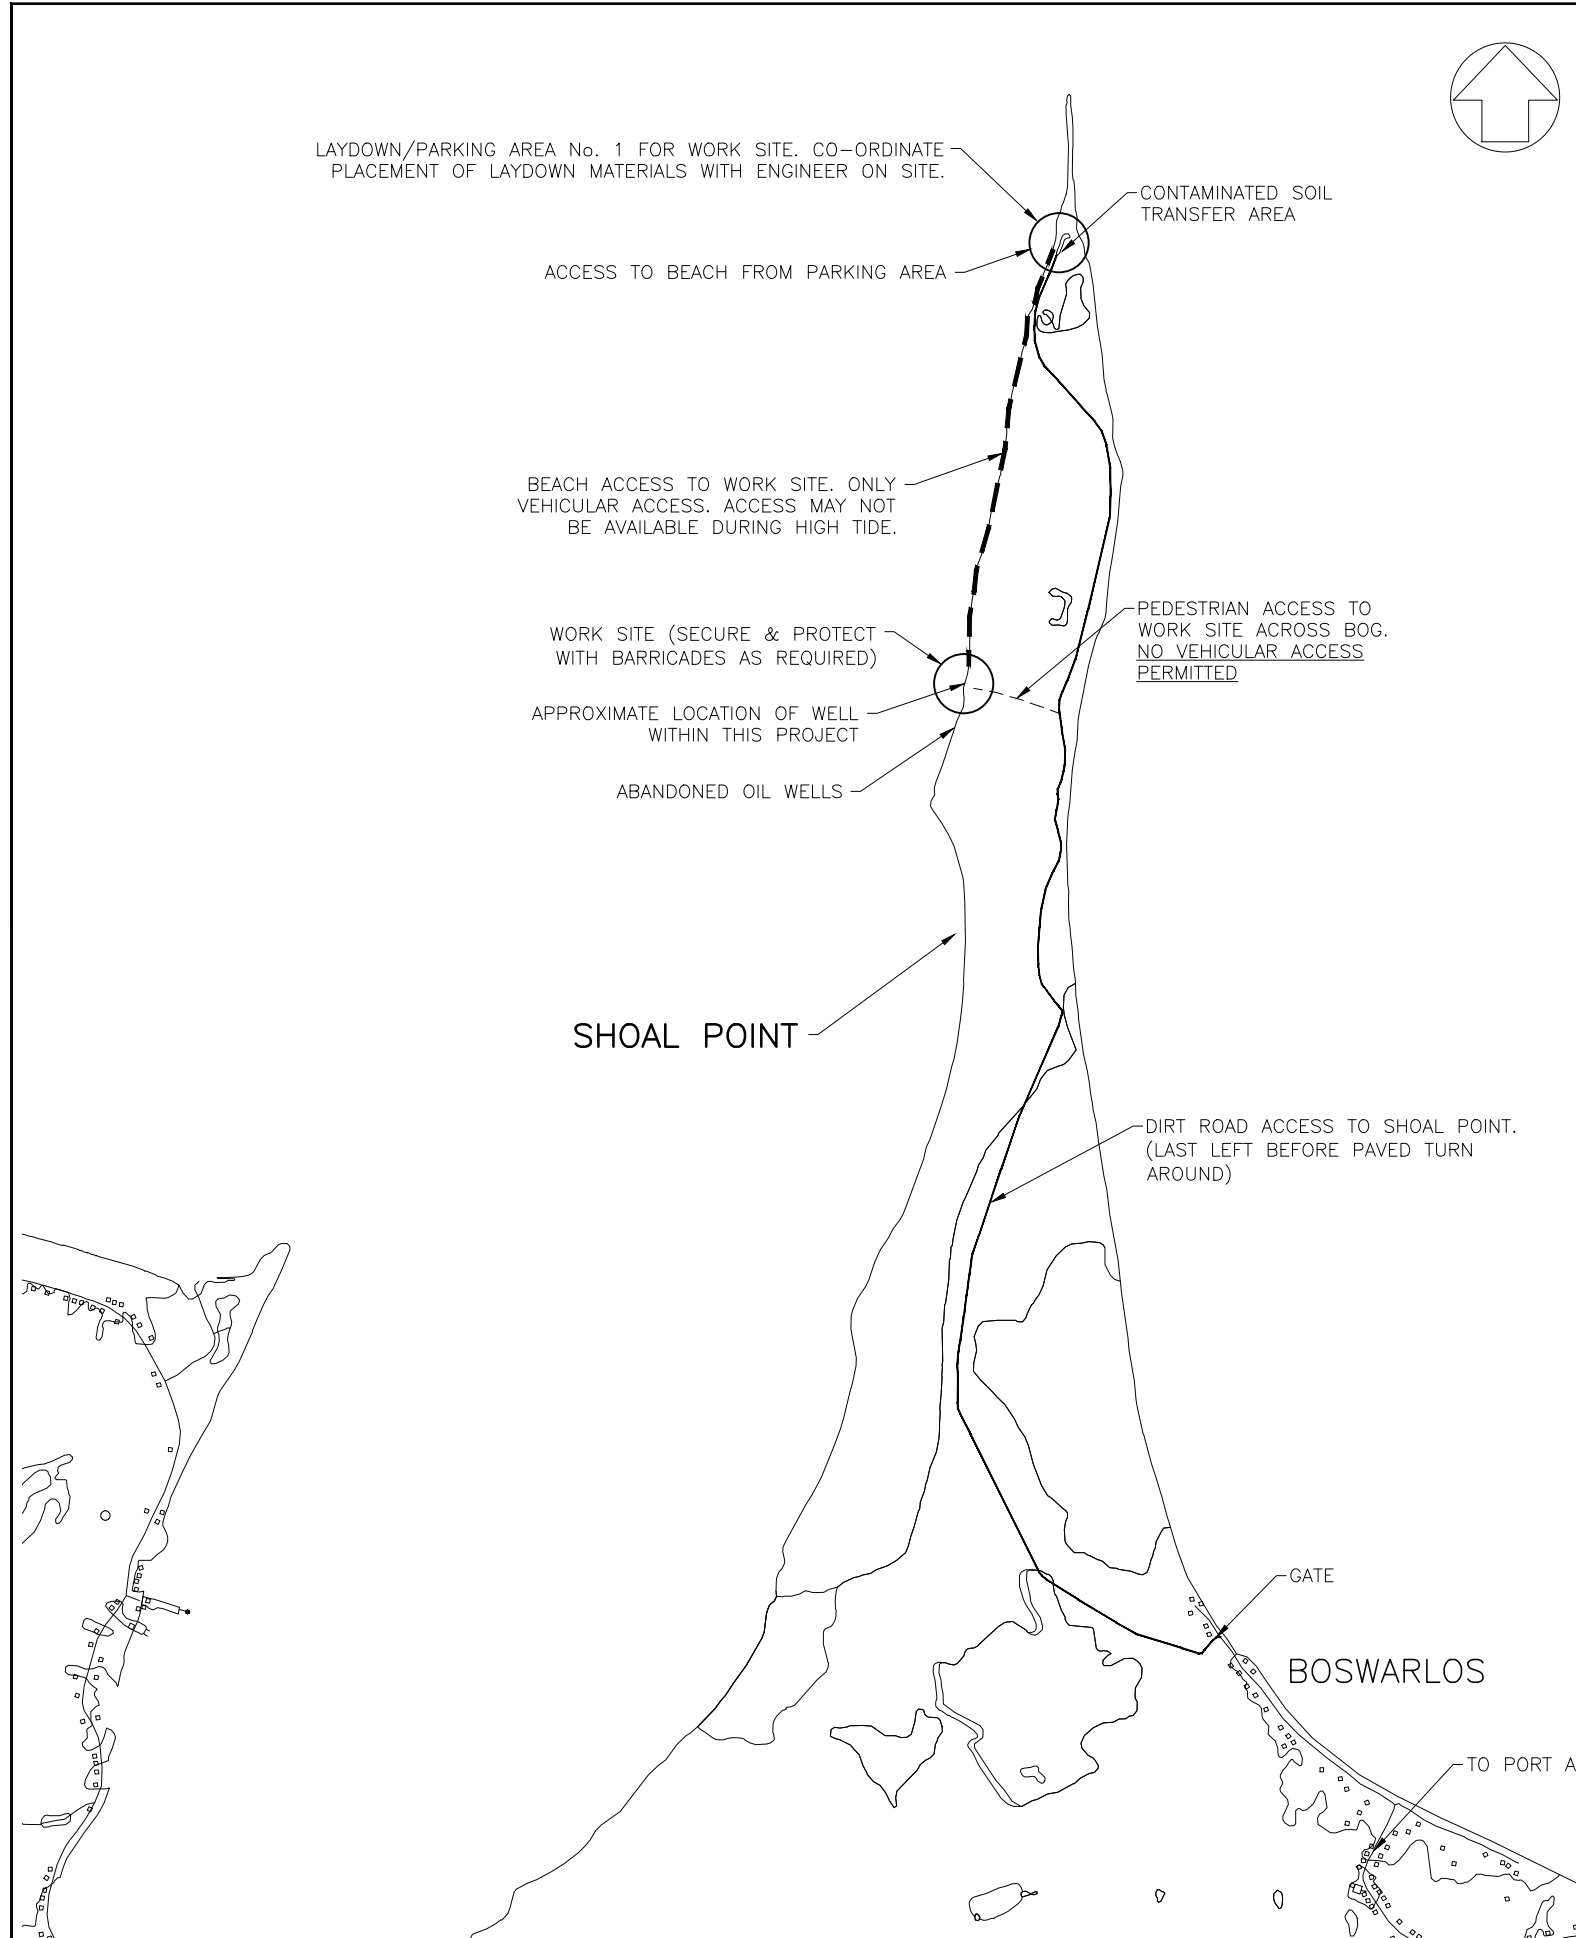 LAYDOWN/PARKING AREA No. 1 FOR WORK SITE. CO-ORDINATE
PLACEMENT OF LAYDOWN MATERIALS WITH ENGINEER ON SITE.
CONTAMINATED SOIL
TRANSFER AREA
ACCESS TO BEACH FROM PARKING AREA
BEACH ACCESS TO WORK SITE. ONLY
VEHICULAR ACCESS. ACCESS MAY NOT
BE AVAILABLE DURING HIGH TIDE.
WORK SITE (SECURE & PROTECT
WITH BARRICADES AS REQUIRED)
PEDESTRIAN ACCESS TO
WORK SITE ACROSS BOG.
NO VEHICULAR ACCESS
PERMITTED
APPROXIMATE LOCATION OF WELL
WITHIN THIS PROJECT
ABANDONED OIL WELLS
SHOAL POINT
DIRT ROAD ACCESS TO SHOAL POINT.
(LAST LEFT BEFORE PAVED TURN
AROUND)
GATE
BOSWARLOS
TO PORT A